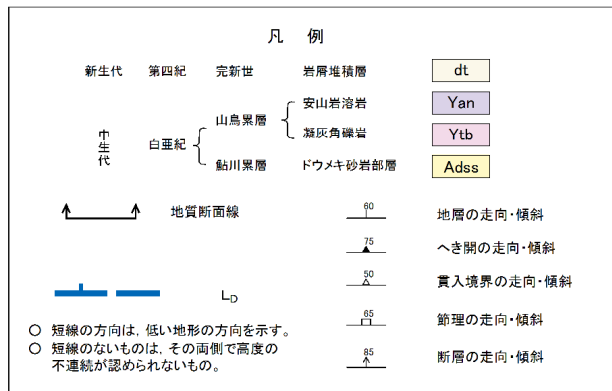 凡 例
新生代 第四紀 完新世 岩屑堆積層 dt
中生代 白亜紀 山鳥累層 安山岩溶岩 Yan
凝灰角礫岩 Ytb
鮎川累層 ドウメキ砂岩部層 Adss
地質断面線
60 地層の走向・傾斜
75 へき開の走向・傾斜
50 貫入境界の走向・傾斜
LD
65 節理の走向・傾斜
85 断層の走向・傾斜
○ 短線の方向は，低い地形の方向を示す。
○ 短線のないものは，その両側で高度の
不連続が認められないもの。